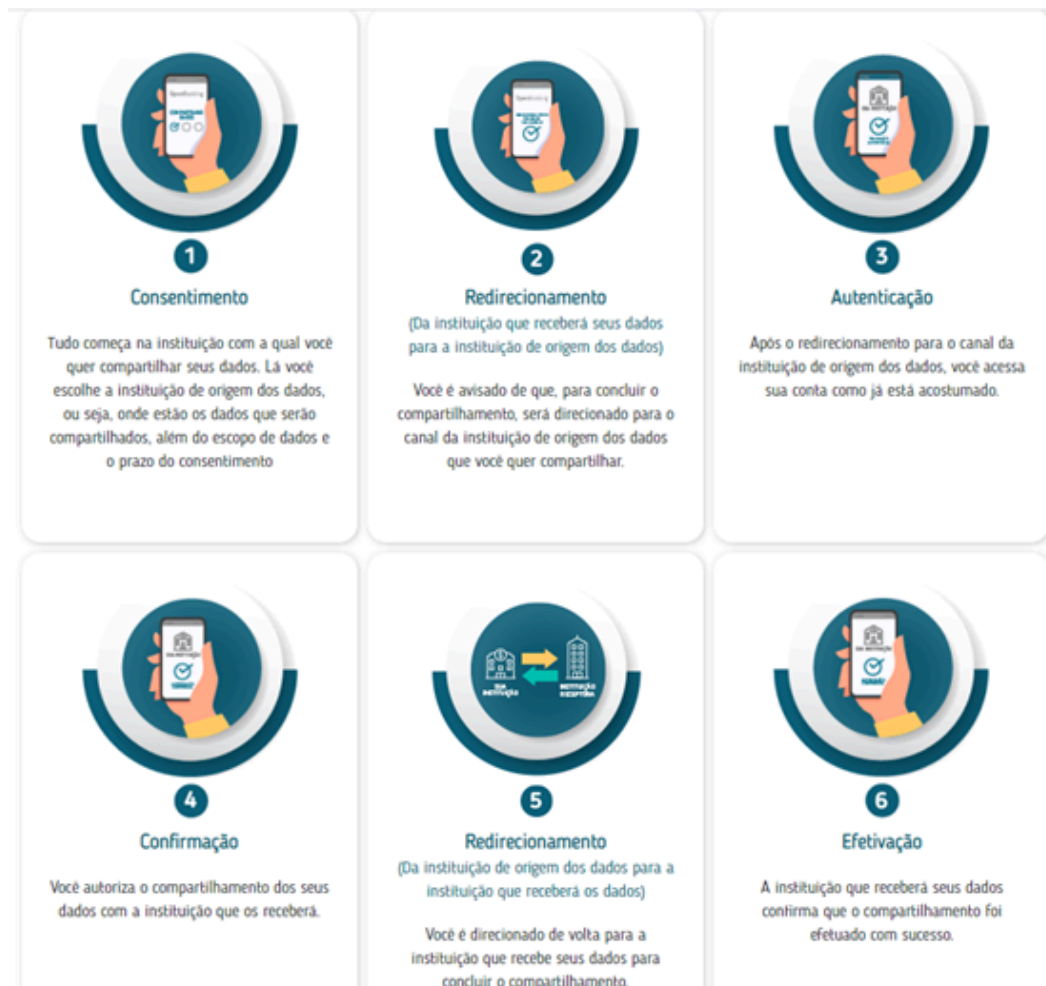 1
Consentimento
Tudo começa na instituição com a qual você
quer compartilhar seus dados. Lá você
escolhe a instituição de origem dos dados,
ou seja, onde estão os dados que serão
compartilhados, além do escopo de dados e
o prazo do consentimento
2
Redirecionamento
(Da instituição que receberá seus dados
para a instituição de origem dos dados)
Você é avisado de que, para concluir o
compartilhamento, será direcionado para o
canal da instituição de origem dos dados
que você quer compartilhar.
3
Autenticação
Após o redirecionamento para o canal da
instituição de origem dos dados, você acessa
sua conta como já está acostumado.
4
Confirmação
Você autoriza o compartilhamento dos seus
dados com a instituição que os receberá.
SUA
INSTITUIÇÃO
INSTITUIÇÃO
RECEPTORA
5
Redirecionamento
(Da instituição de origem dos dados para a
instituição que receberá os dados)
Você é direcionado de volta para a
instituição que recebe seus dados para
concluir o compartilhamento.
6
Efetivação
A instituição que receberá seus dados
confirma que o compartilhamento foi
efetuado com sucesso.